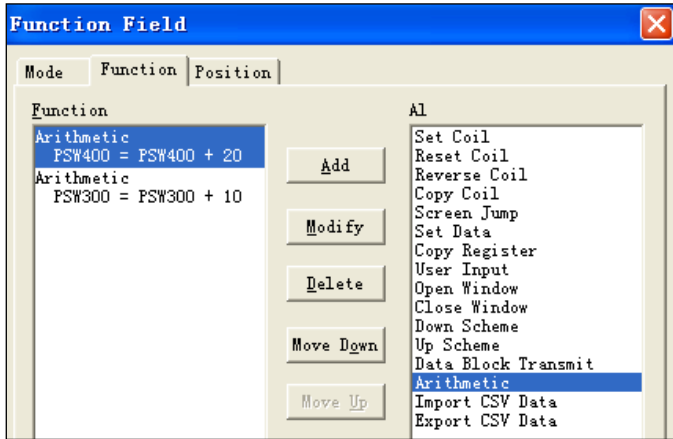 Function Field
Mode
Function
Position
Function
Arithmetic
PSW400 = PSW400 + 20
Arithmetic
PSW300 = PSW300 + 10
Add
Modify
Delete
Move Down
Move Up
Al
Set Coil
Reset Coil
Reverse Coil
Copy Coil
Screen Jump
Set Data
Copy Register
User Input
Open Window
Close Window
Down Scheme
Up Scheme
Data Block Transmit
Arithmetic
Import CSV Data
Export CSV Data